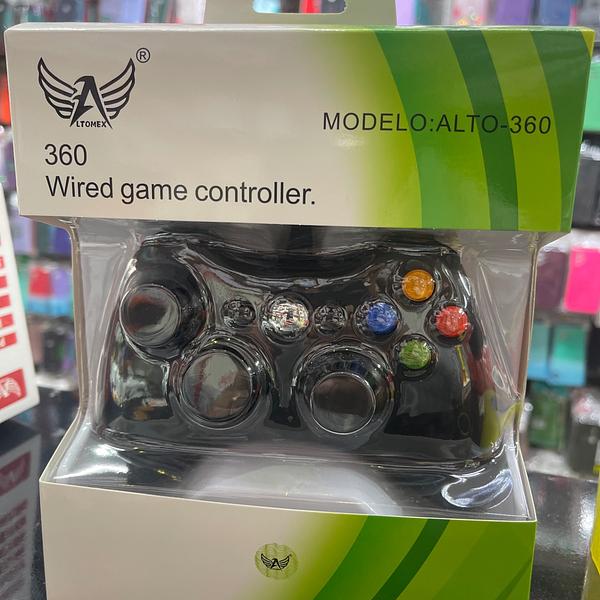 ®
ALTOMEX
MODELO:ALTO-360
360
Wired game controller.